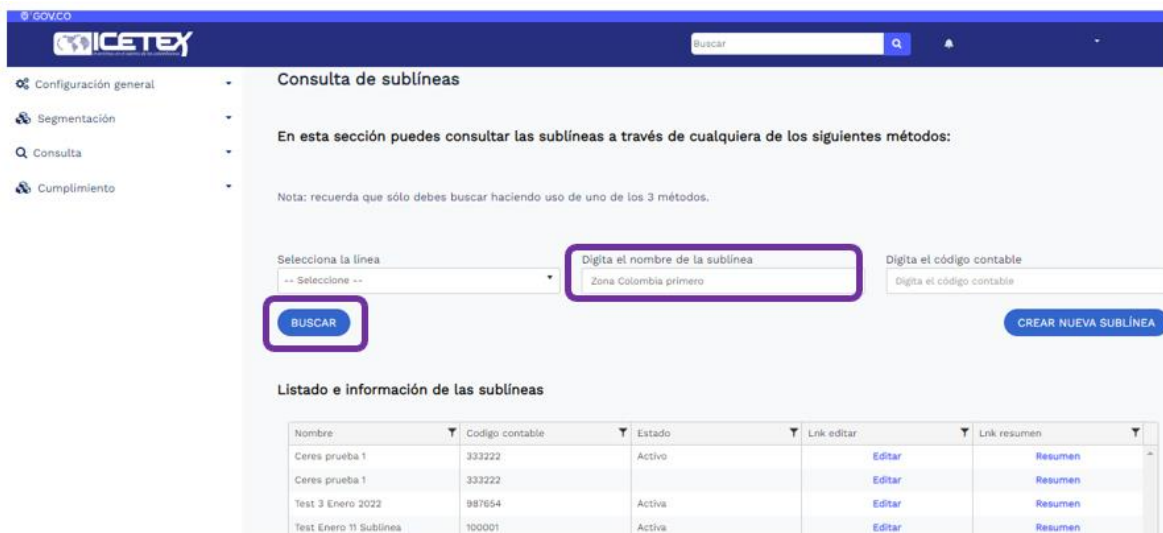 GOV.CO
ICETEX
Buscar
Configuración general
Segmentación
Consulta
Cumplimiento
Consulta de sublíneas
En esta sección puedes consultar las sublíneas a través de cualquiera de los siguientes métodos:
Nota: recuerda que sólo debes buscar haciendo uso de uno de los 3 métodos.
Selecciona la línea Digita el nombre de la sublínea Digita el código contable
-- Seleccione -- Zona Colombia primero Digita el código contable
BUSCAR CREAR NUEVA SUBLÍNEA
Listado e información de las sublíneas
Nombre Codigo contable Estado Lnk editar Lnk resumen
Ceres prueba 1 333222 Activo Editar Resumen
Ceres prueba 1 333222 Editar Resumen
Test 3 Enero 2022 987654 Activa Editar Resumen
Test Enero 11 Sublínea 100001 Activa Editar Resumen